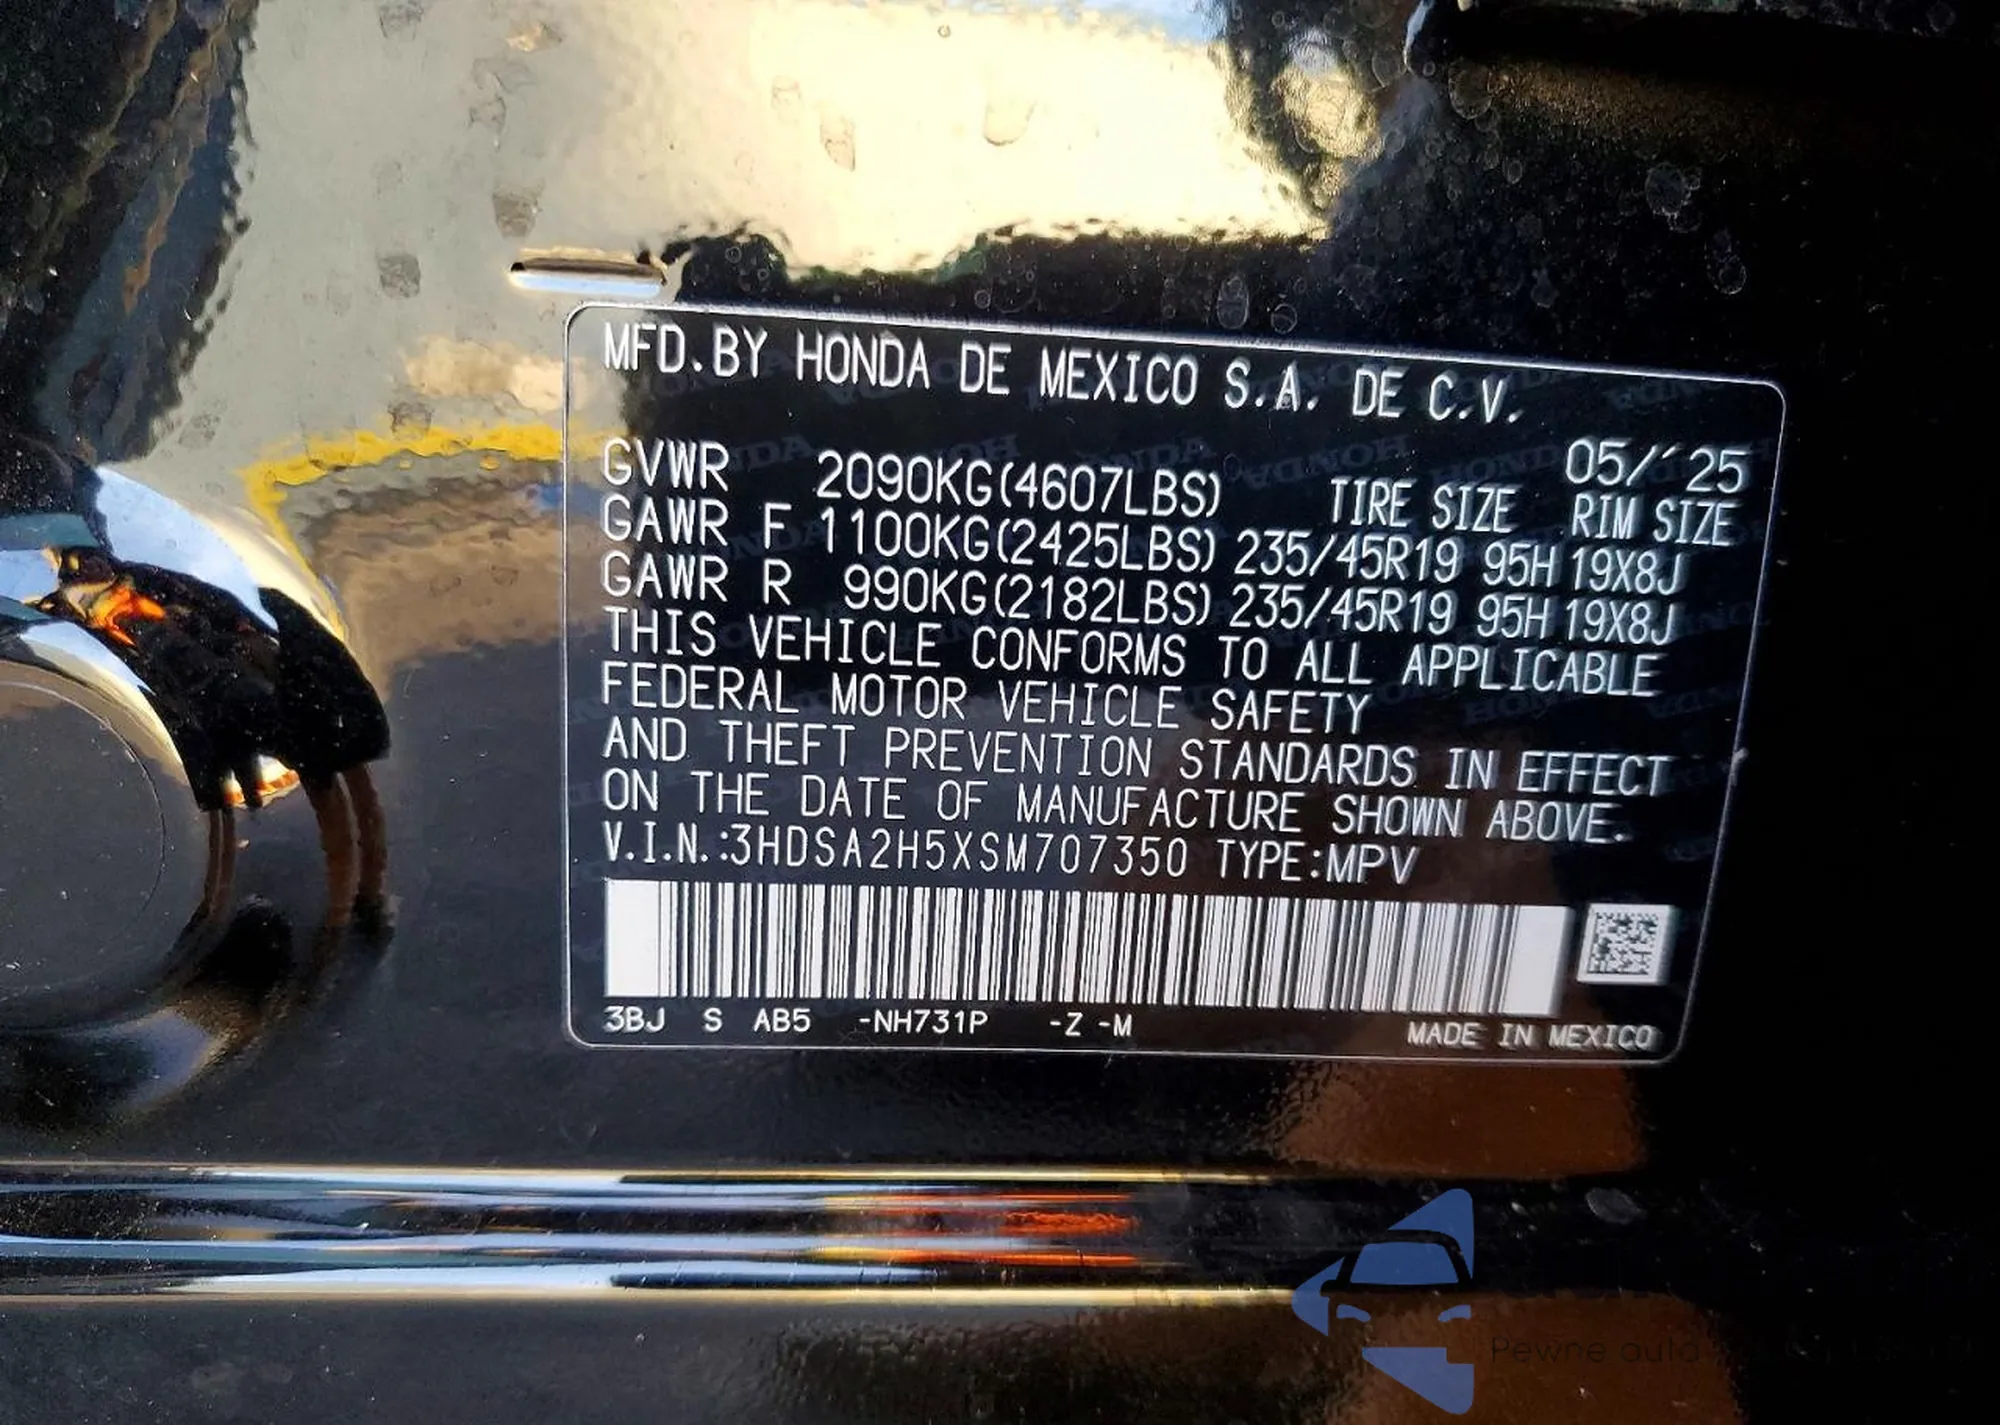 MFD.BY HONDA DE MEXICO S.A. DE C.V.
05/´25
GVWR 2090KG(4607LBS) TIRE SIZE RIM SIZE
GAWR F 1100KG(2425LBS) 235/45R19 95H 19X8J
GAWR R 990KG(2182LBS) 235/45R19 95H 19X8J
THIS VEHICLE CONFORMS TO ALL APPLICABLE
FEDERAL MOTOR VEHICLE SAFETY
AND THEFT PREVENTION STANDARDS IN EFFECT
ON THE DATE OF MANUFACTURE SHOWN ABOVE.
V.I.N.:3HDSA2H5XSM707350 TYPE:MPV
3BJ S AB5 -NH731P -Z -M
MADE IN MEXICO
Pewne auto